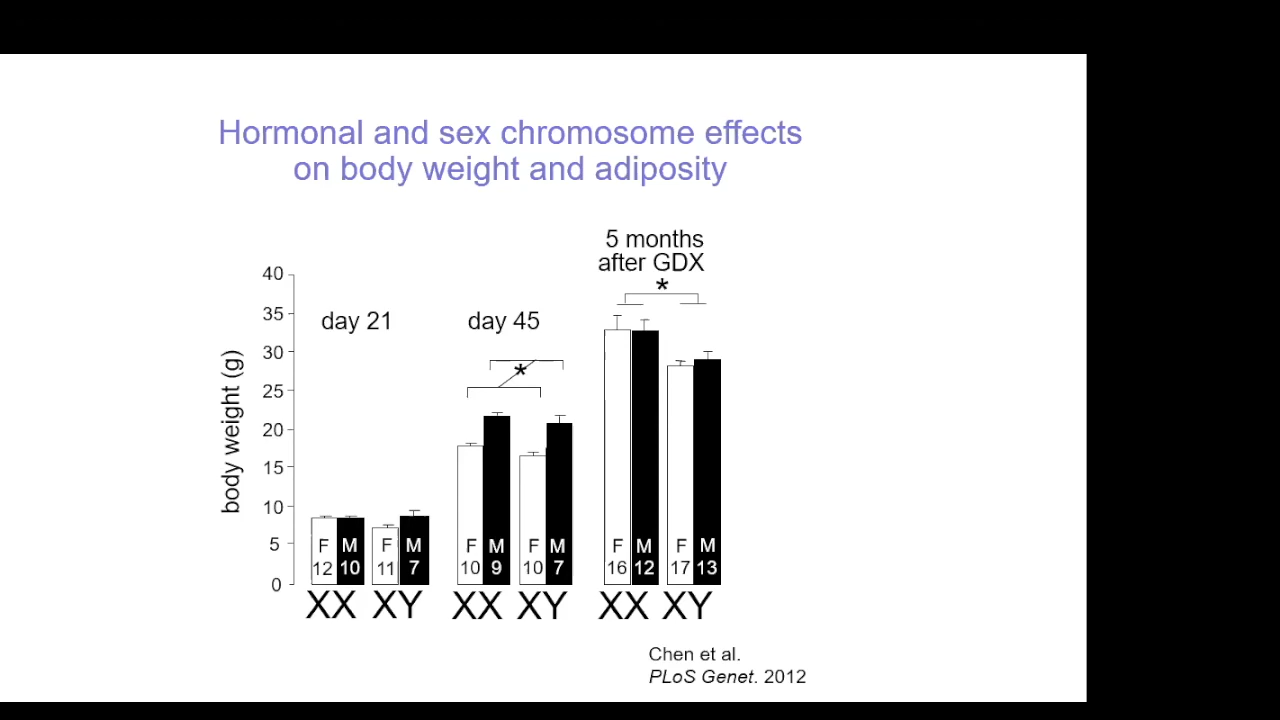 Hormonal and sex chromosome effects
on body weight and adiposity
5 months
after GDX
*
day 21
day 45
*
body weight (g)
40
35
30
25
20
15
10
5
0
F M F M F M F M F M F M
12 10 11 7 10 9 10 7 16 12 17 13
XX XY XX XY XX XY
Chen et al.
PLoS Genet. 2012